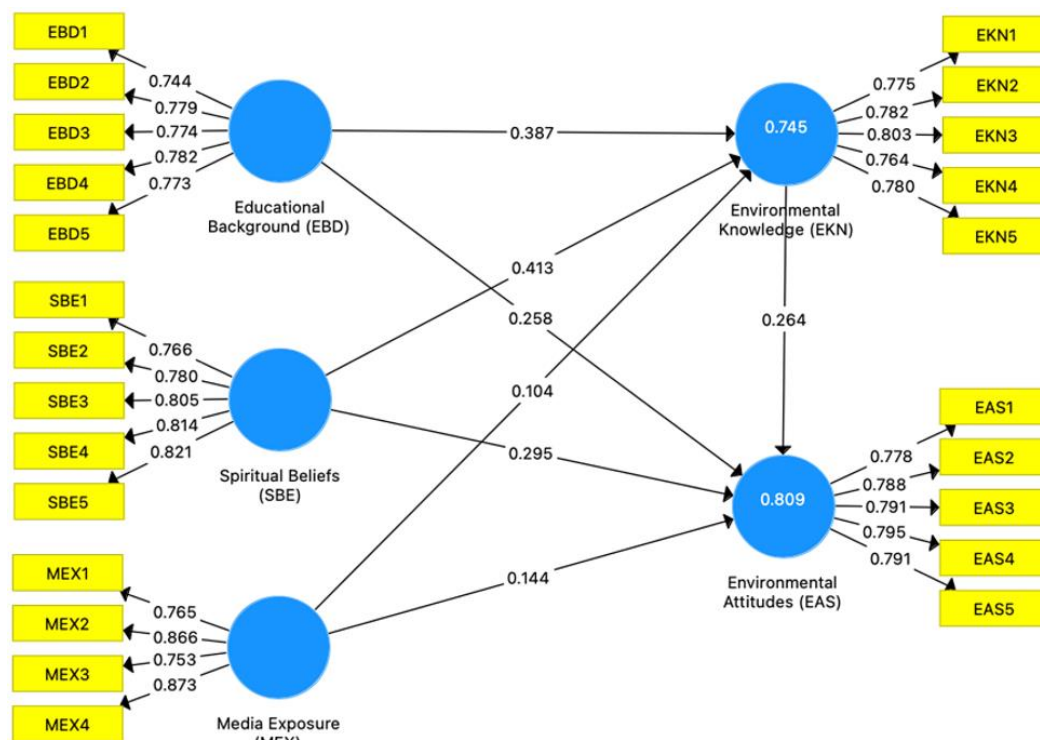 EBD1
EBD2
EBD3
EBD4
EBD5
0.744
0.779
0.774
0.782
0.773
Educational
Background (EBD)
SBE1
SBE2
SBE3
SBE4
SBE5
0.766
0.780
0.805
0.814
0.821
Spiritual Beliefs
(SBE)
MEX1
MEX2
MEX3
MEX4
0.765
0.866
0.753
0.873
Media Exposure
(MEX)
0.387
0.413
0.258
0.104
0.295
0.144
0.264
0.745
Environmental
Knowledge (EKN)
EKN1
EKN2
EKN3
EKN4
EKN5
0.775
0.782
0.803
0.764
0.780
0.809
Environmental
Attitudes (EAS)
EAS1
EAS2
EAS3
EAS4
EAS5
0.778
0.788
0.791
0.795
0.791